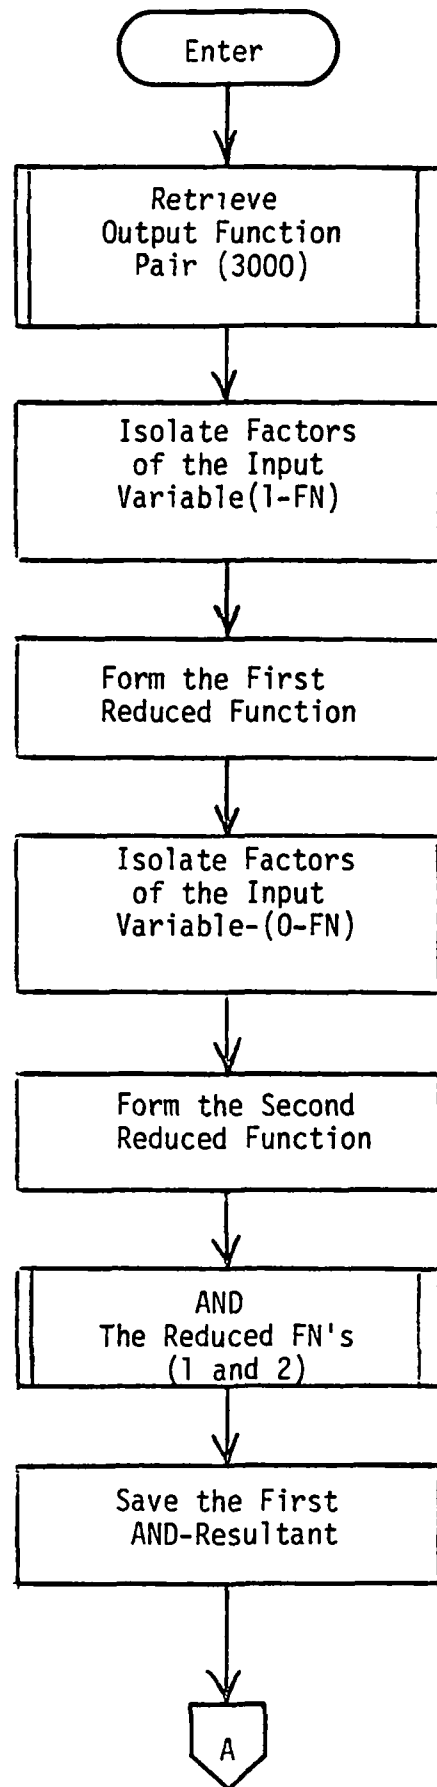 Enter
Retrieve
Output Function
Pair (3000)
Isolate Factors
of the Input
Variable(1-FN)
Form the First
Reduced Function
Isolate Factors
of the Input
Variable-(0-FN)
Form the Second
Reduced Function
AND
The Reduced FN's
(1 and 2)
Save the First
AND-Resultant
A